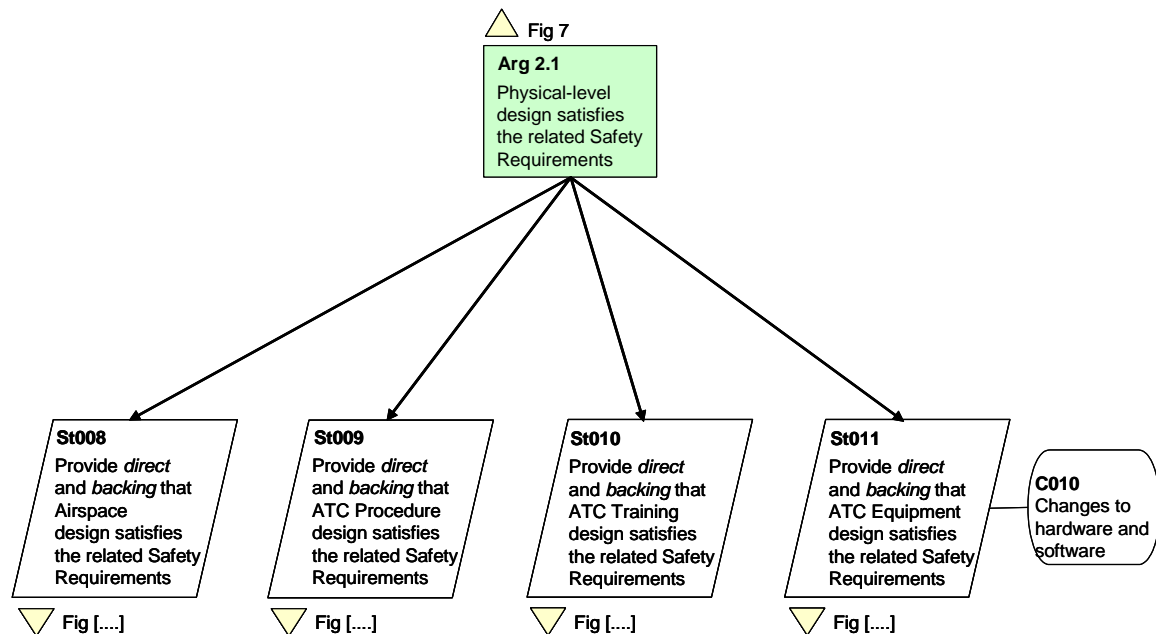 Fig 7
Arg 2.1
Physical-level
design satisfies
the related Safety
Requirements
St008
Provide direct
and backing that
Airspace
design satisfies
the related Safety
Requirements
Fig [....]
St009
Provide direct
and backing that
ATC Procedure
design satisfies
the related Safety
Requirements
Fig [....]
St010
Provide direct
and backing that
ATC Training
design satisfies
the related Safety
Requirements
Fig [....]
St011
Provide direct
and backing that
ATC Equipment
design satisfies
the related Safety
Requirements
Fig [....]
C010
Changes to
hardware and
software